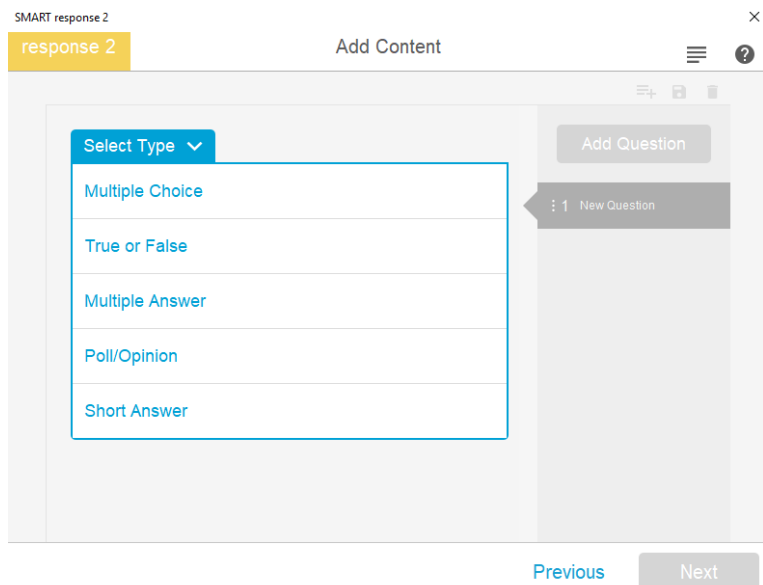 SMART response 2
response 2
Add Content
?
Select Type
Add Question
Multiple Choice
1 New Question
True or False
Multiple Answer
Poll/Opinion
Short Answer
Previous
Next